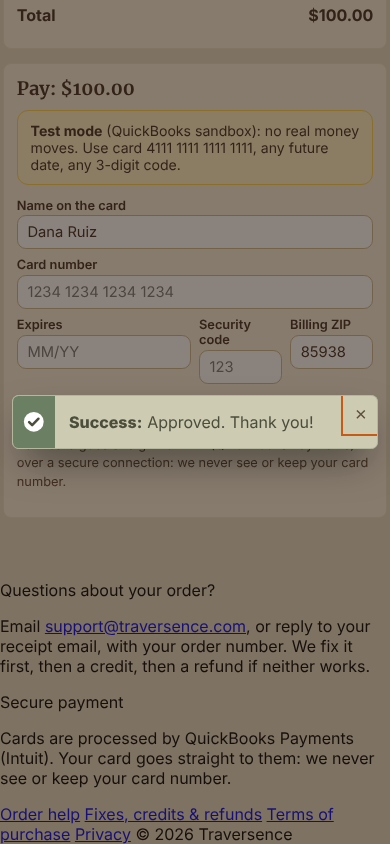 Total $100.00
Pay: $100.00
Test mode (QuickBooks sandbox): no real money
moves. Use card 4111 1111 1111 1111, any future
date, any 3-digit code.
Name on the card
Dana Ruiz
Card number
1234 1234 1234 1234
Expires
MM/YY
Security
code
123
Billing ZIP
85938
Success: Approved. Thank you!
over a secure connection: we never see or keep your card
number.
Questions about your order?
Email support@traversence.com, or reply to your
receipt email, with your order number. We fix it
first, then a credit, then a refund if neither works.
Secure payment
Cards are processed by QuickBooks Payments
(Intuit). Your card goes straight to them: we never
see or keep your card number.
Order help Fixes, credits & refunds Terms of
purchase Privacy © 2026 Traversence